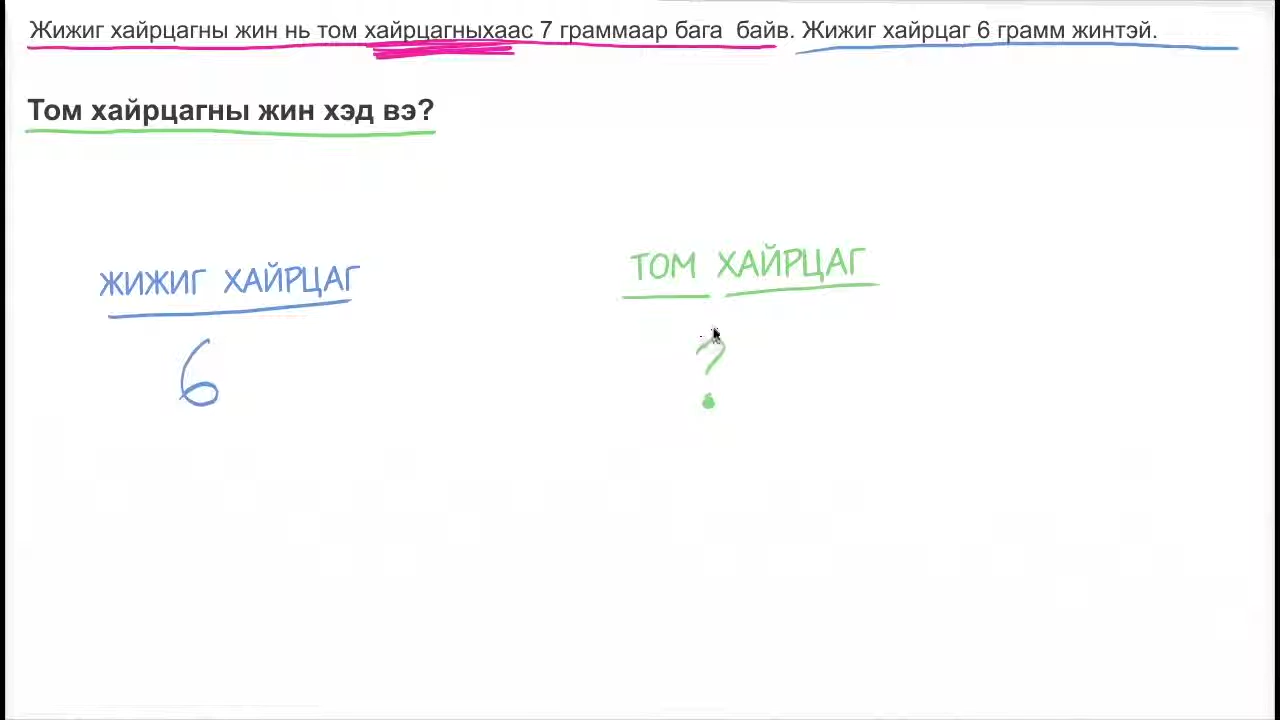 Жижиг хайрцагны жин нь том хайрцагныхаас 7 граммаар бага  байв. Жижиг хайрцаг 6 грамм жинтэй.
Том хайрцагны жин хэд вэ?
ЖИЖИГ ХАЙРЦАГ
ТОМ ХАЙРЦАГ
6
?